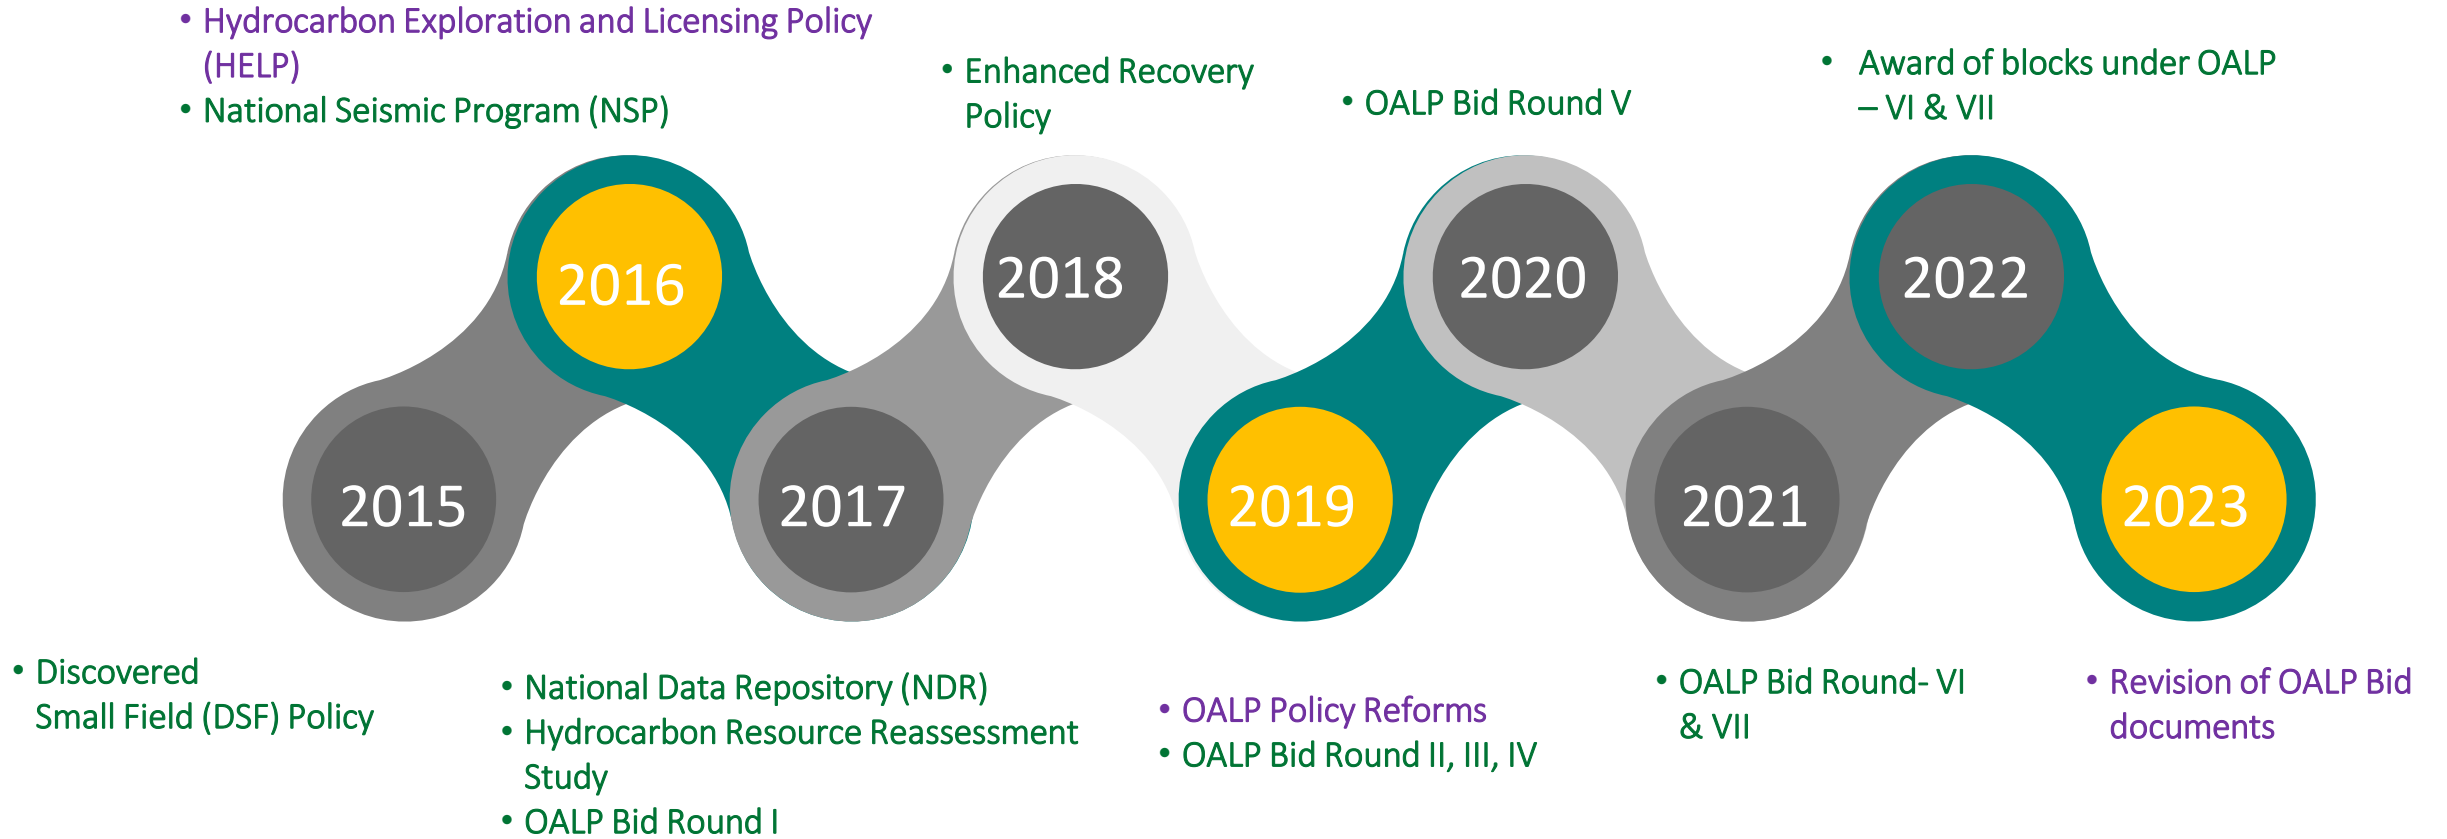 • Hydrocarbon Exploration and Licensing Policy
(HELP)
• National Seismic Program (NSP)
• Enhanced Recovery
Policy
• OALP Bid Round V
• Award of blocks under OALP
– VI & VII
2016
2018
2020
2022
2015
2017
2019
2021
2023
• Discovered
Small Field (DSF) Policy
• National Data Repository (NDR)
• Hydrocarbon Resource Reassessment
Study
• OALP Bid Round I
• OALP Policy Reforms
• OALP Bid Round II, III, IV
• OALP Bid Round- VI
& VII
• Revision of OALP Bid
documents